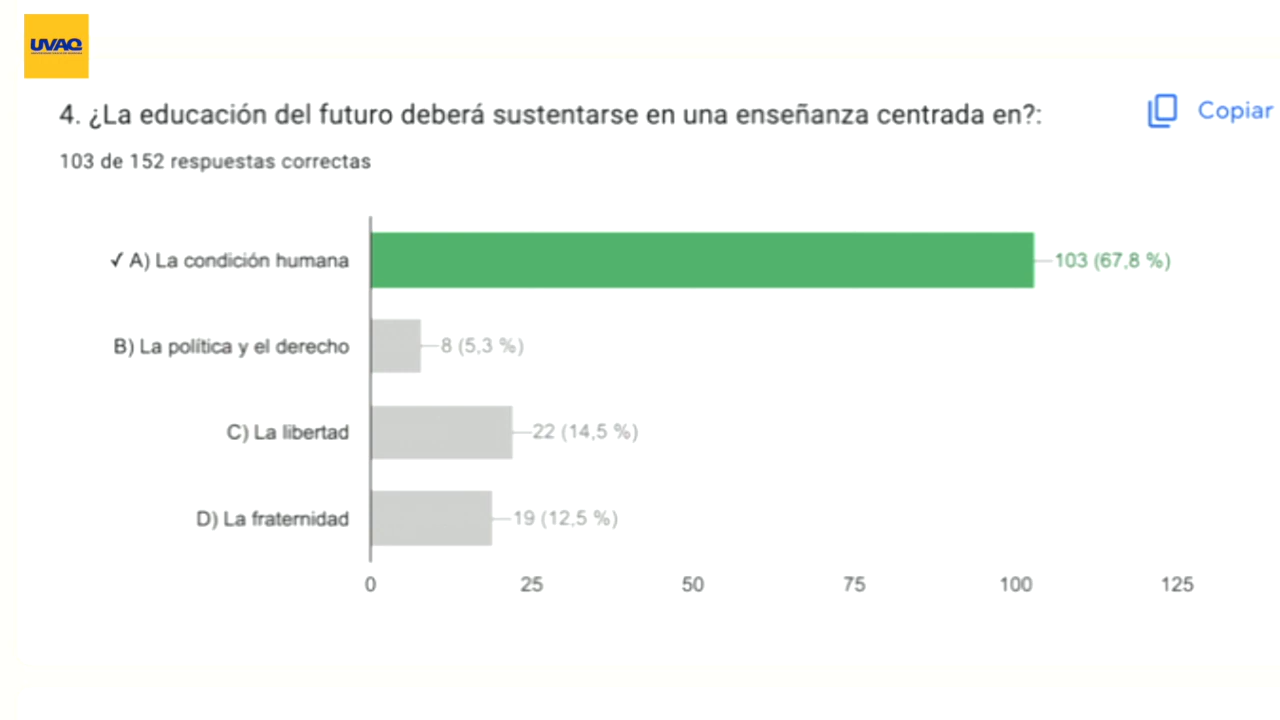 UVAQ
4. ¿La educación del futuro deberá sustentarse en una enseñanza centrada en?:
Copiar
103 de 152 respuestas correctas
✓ A) La condición humana
103 (67,8 %)
B) La política y el derecho
8 (5,3 %)
C) La libertad
22 (14,5 %)
D) La fraternidad
19 (12,5 %)
0 25 50 75 100 125